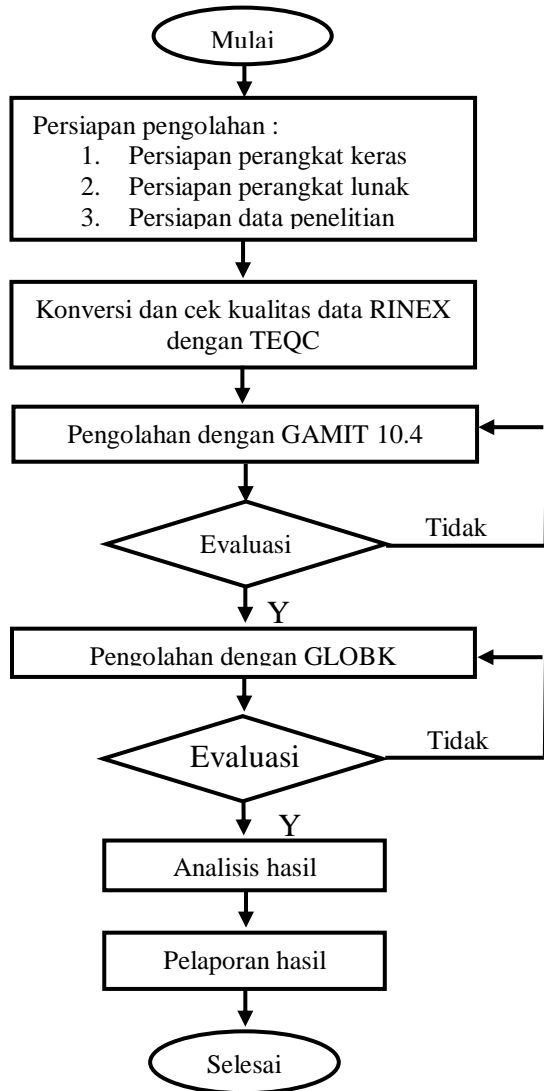 Mulai
Persiapan pengolahan :
1. Persiapan perangkat keras
2. Persiapan perangkat lunak
3. Persiapan data penelitian
Konversi dan cek kualitas data RINEX
dengan TEQC
Pengolahan dengan GAMIT 10.4
Evaluasi
Tidak
Y
Pengolahan dengan GLOBK
Evaluasi
Tidak
Y
Analisis hasil
Pelaporan hasil
Selesai